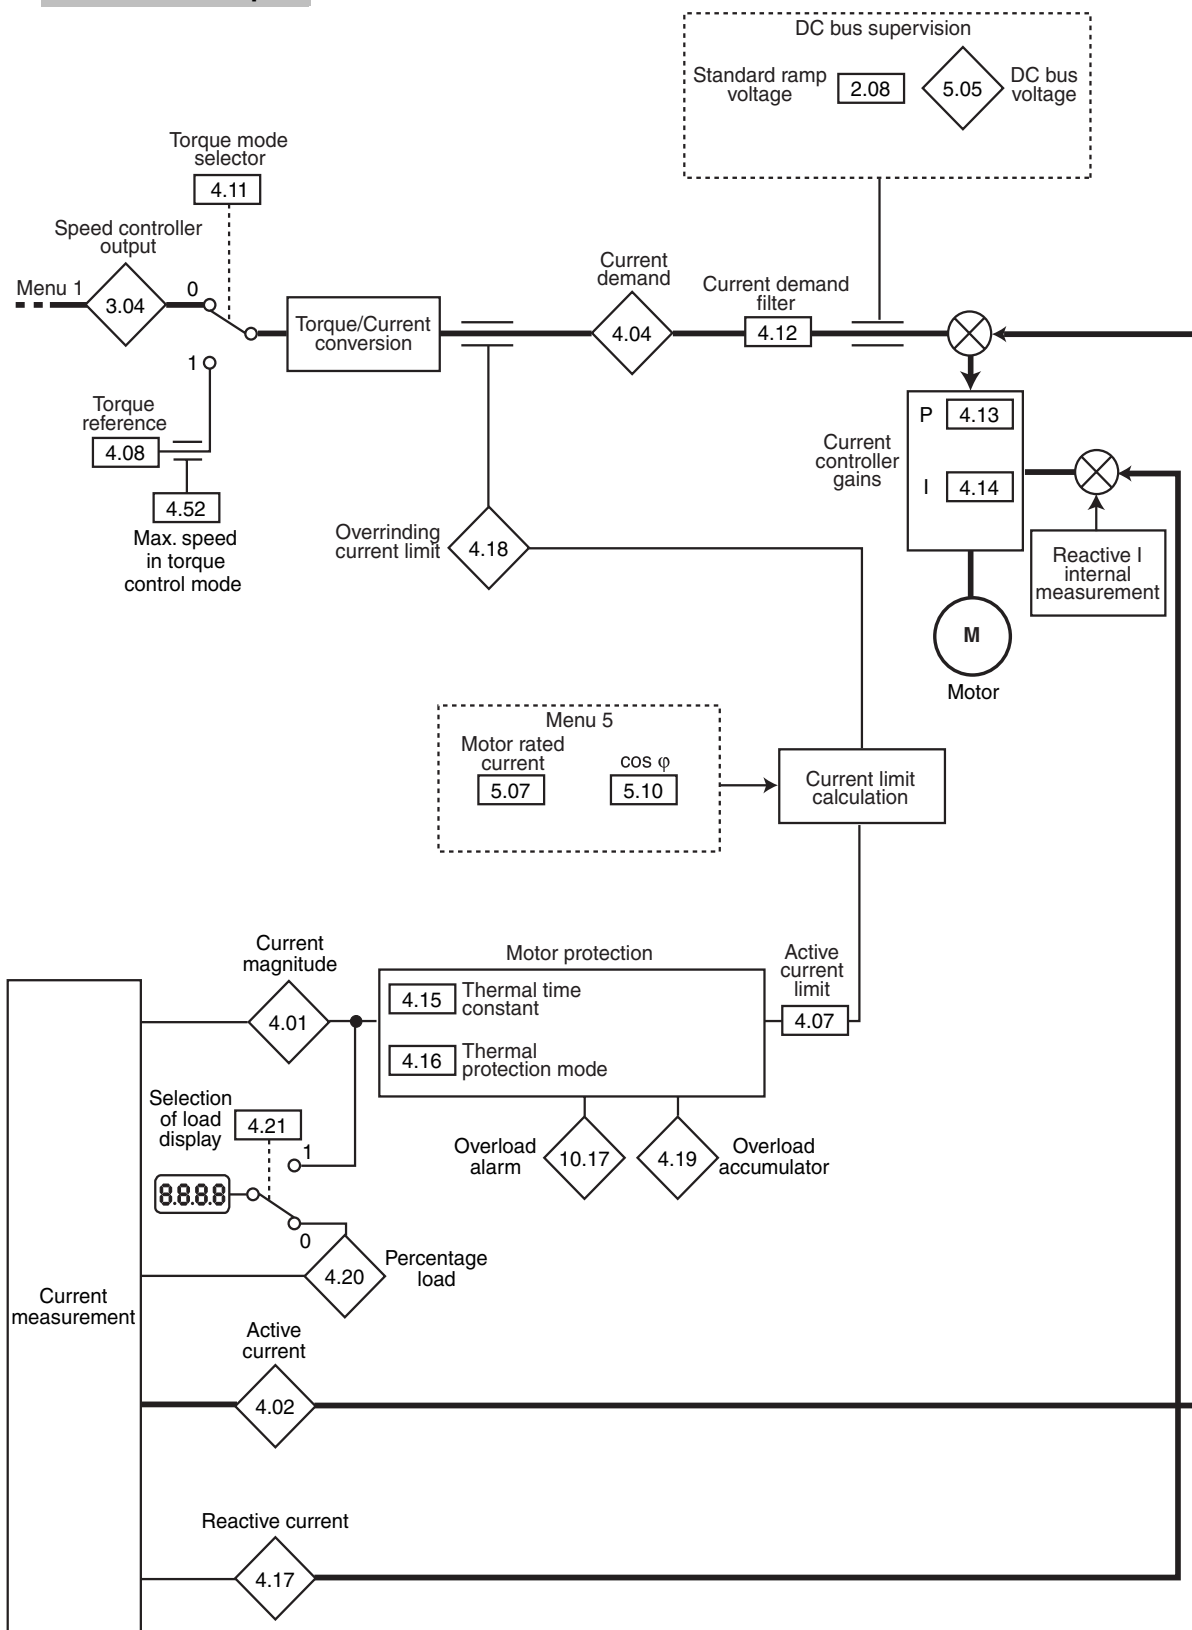 DC bus supervision
Standard ramp
voltage
2.08
5.05
DC bus
voltage
Torque mode
selector
4.11
Speed controller
output
Menu 1
3.04
0
1
Torque/Current
conversion
Current
demand
4.04
Current demand
filter
4.12
Torque
reference
4.08
4.52
Max. speed
in torque
control mode
Current
controller
gains
P
4.13
I
4.14
Overrinding
current limit
4.18
Reactive I
internal
measurement
M
Motor
Menu 5
Motor rated
current
5.07
cos φ
5.10
Current limit
calculation
Current
magnitude
4.01
Motor protection
4.15
Thermal time
constant
4.16
Thermal
protection mode
Active
current
limit
4.07
Selection
of load
display
4.21
1
8.8.8.8
0
Overload
alarm
10.17
4.19
Overload
accumulator
4.20
Percentage
load
Current
measurement
Active
current
4.02
Reactive current
4.17